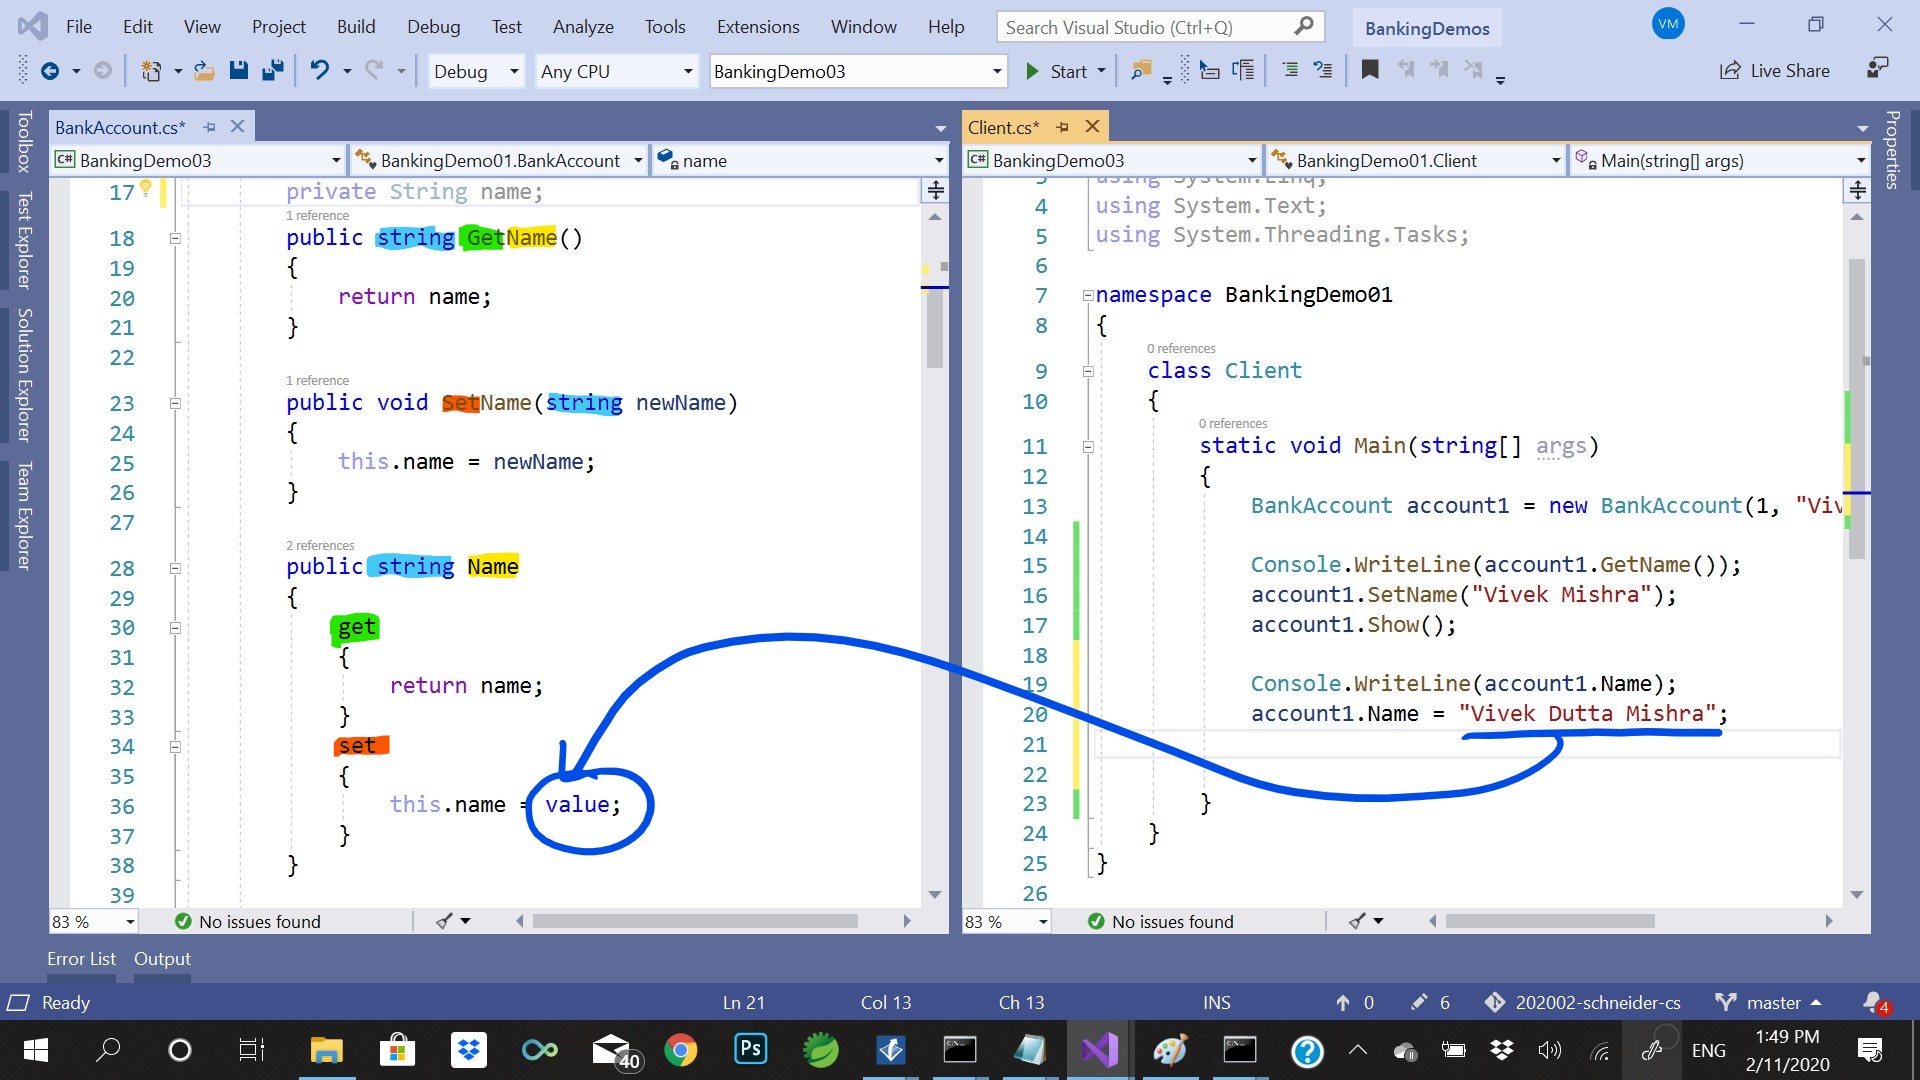 File Edit View Project Build Debug Test Analyze Tools Extensions Window Help Search Visual Studio (Ctrl+Q) BankingDemos VM
Debug Any CPU BankingDemo03 Start Live Share
Toolbox
Test Explorer
Solution Explorer
Team Explorer
BankAccount.cs*
C# BankingDemo03 BankingDemo01.BankAccount name
17 private String name;
1 reference
18 public string GetName()
19 {
20 return name;
21 }
22
1 reference
23 public void SetName(string newName)
24 {
25 this.name = newName;
26 }
27
2 references
28 public string Name
29 {
30 get
31 {
32 return name;
33 }
34 set
35 {
36 this.name = value;
37 }
38 }
39
83 % No issues found
Client.cs*
C# BankingDemo03 BankingDemo01.Client Main(string[] args)
using System.Linq;
4 using System.Text;
5 using System.Threading.Tasks;
6
7 namespace BankingDemo01
8 {
0 references
9 class Client
10 {
0 references
11 static void Main(string[] args)
12 {
13 BankAccount account1 = new BankAccount(1, "Viv
14
15 Console.WriteLine(account1.GetName());
16 account1.SetName("Vivek Mishra");
17 account1.Show();
18
19 Console.WriteLine(account1.Name);
20 account1.Name = "Vivek Dutta Mishra";
21
22
23 }
24 }
25 }
26
83 % No issues found
Properties
Error List Output
Ready Ln 21 Col 13 Ch 13 INS 0 6 202002-schneider-cs master 4
40 Ps ENG 1:49 PM
2/11/2020